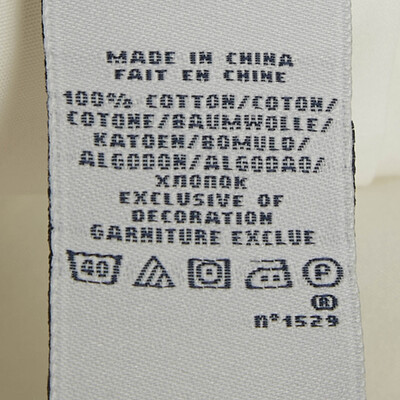 MADE IN CHINA
FAIT EN CHINE
100% COTTON/COTON/
COTONE/BAUMWOLLE/
KATOEN/BOMULD/
ALGODON/ALGODAO/
ХЛОПОК
EXCLUSIVE OF
DECORATION
GARNITURE EXCLUE
40 P
®
n°1529